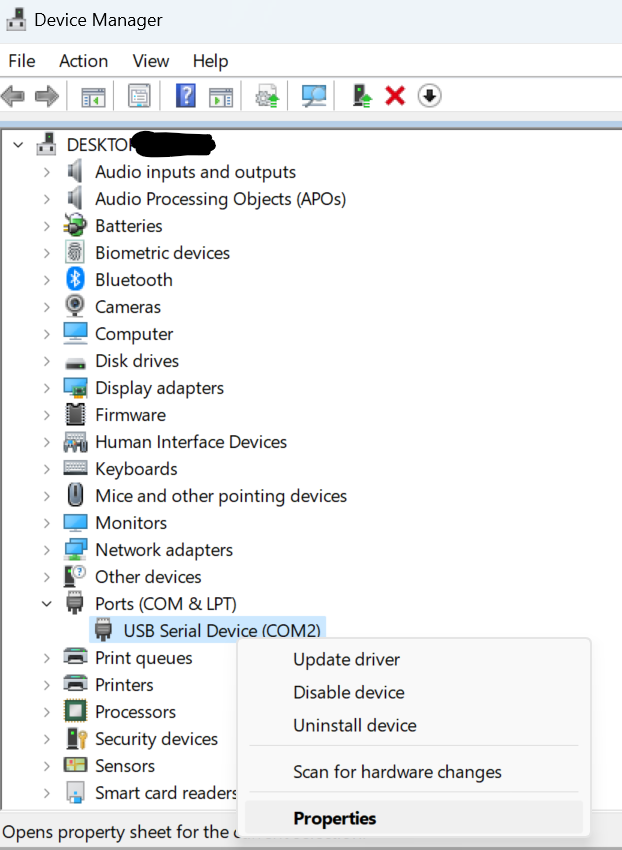 Device Manager
File Action View Help
DESKTO
Audio inputs and outputs
Audio Processing Objects (APOs)
Batteries
Biometric devices
Bluetooth
Cameras
Computer
Disk drives
Display adapters
Firmware
Human Interface Devices
Keyboards
Mice and other pointing devices
Monitors
Network adapters
Other devices
Ports (COM & LPT)
USB Serial Device (COM2)
Print queues
Printers
Processors
Security devices
Sensors
Smart card readers
Update driver
Disable device
Uninstall device
Scan for hardware changes
Properties
Opens property sheet for the